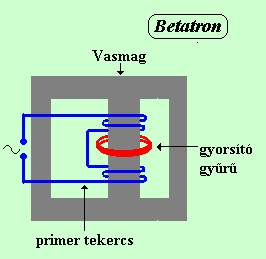 Betatron
Vasmag
gyorsító
gyűrű
primer tekercs